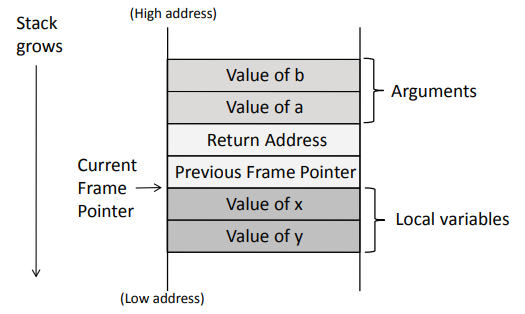 (High address)
Stack
grows
Value of b
Value of a
Arguments
Return Address
Previous Frame Pointer
Current
Frame
Pointer
Value of x
Value of y
Local variables
(Low address)